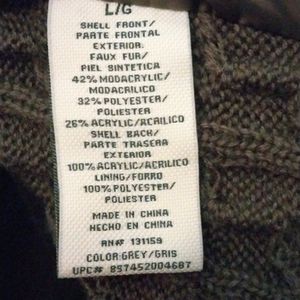 L/G
SHELL FRONT/
PARTE FRONTAL
EXTERIOR.
FAUX FUR/
PIEL SINTETICA
42% MODACRYLIC/
MODACRILICO
32% POLYESTER/
POLIESTER
26% ACRYLIC/ACRILICO
SHELL BACK/
PARTE TRASERA
EXTERIOR
100% ACRYLIC/ACRILICO
LINING/FORRO
100% POLYESTER/
POLIESTER
MADE IN CHINA
HECHO EN CHINA
RN# 131159
COLOR:GREY/GRIS
UPC# 857452004687